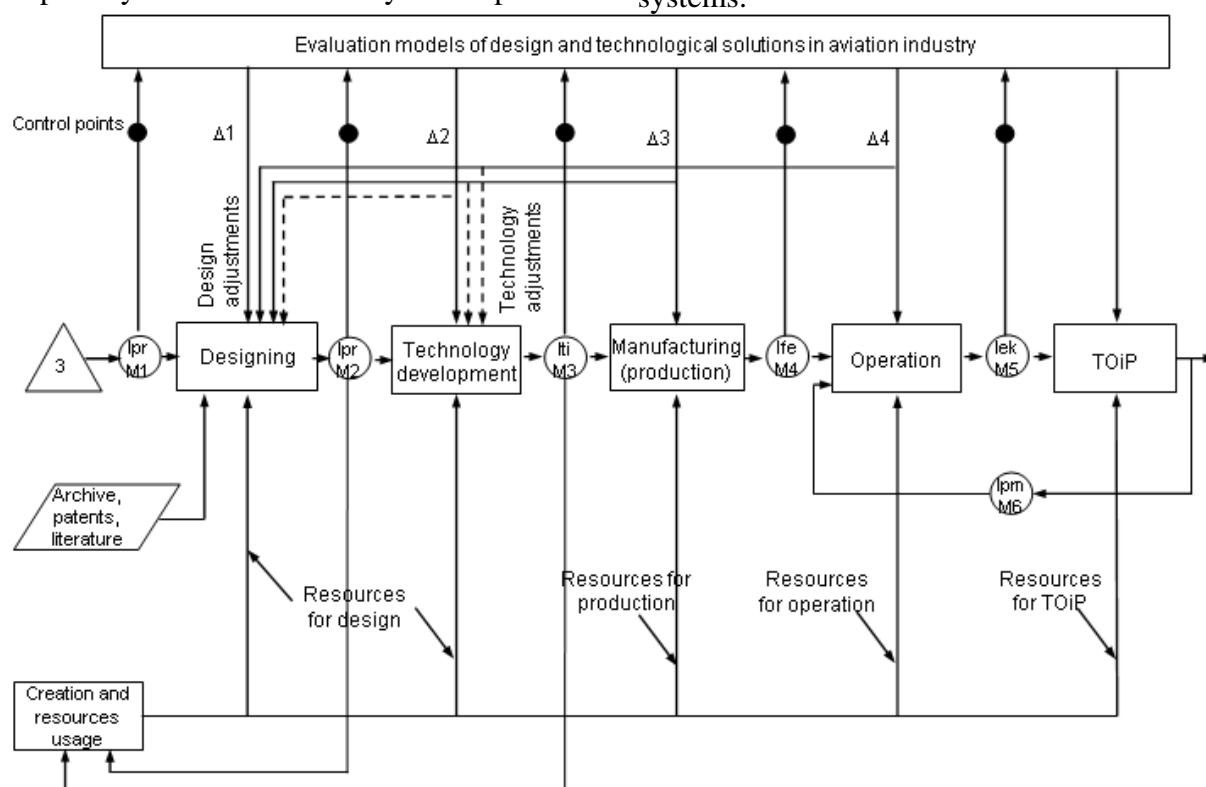 systems.
Evaluation models of design and technological solutions in aviation industry
Control points
Δ1
Δ2
Δ3
Δ4
Design
adjustments
Technology
adjustments
3
Ipr
M1
Designing
Ipr
M2
Technology
development
Iti
M3
Manufacturing
(production)
Ife
M4
Operation
Iek
M5
TOiP
Ipm
M6
Archive,
patents,
literature
Resources
for design
Resources for
production
Resources
for operation
Resources
for TOiP
Creation and
resources
usage